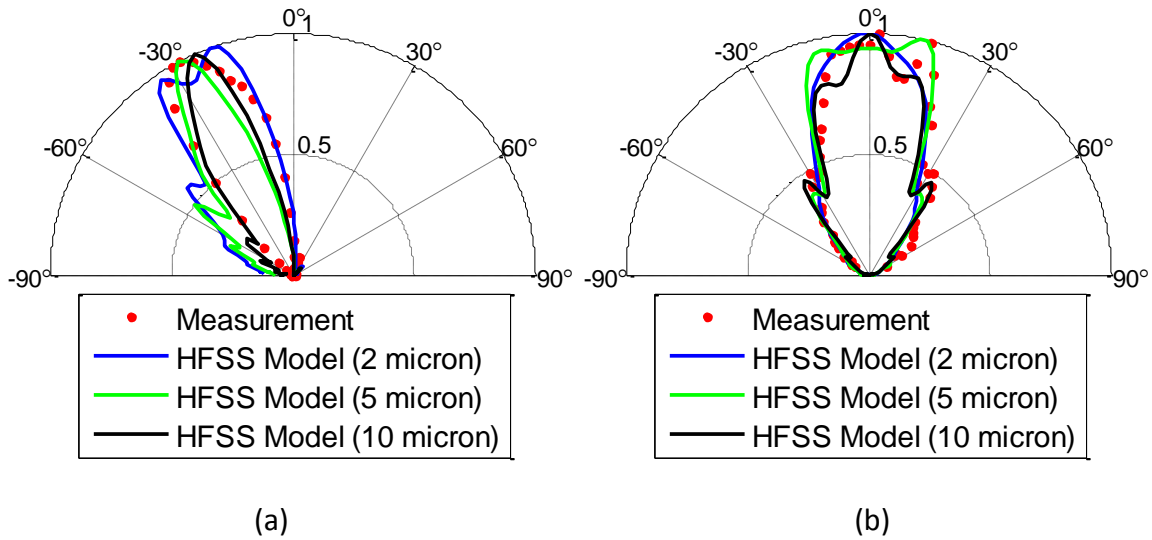 0° 1
-30° 30°
-60° 60°
0.5
-90° 90°
Measurement
HFSS Model (2 micron)
HFSS Model (5 micron)
HFSS Model (10 micron)
(a)
0° 1
-30° 30°
-60° 60°
0.5
-90° 90°
Measurement
HFSS Model (2 micron)
HFSS Model (5 micron)
HFSS Model (10 micron)
(b)